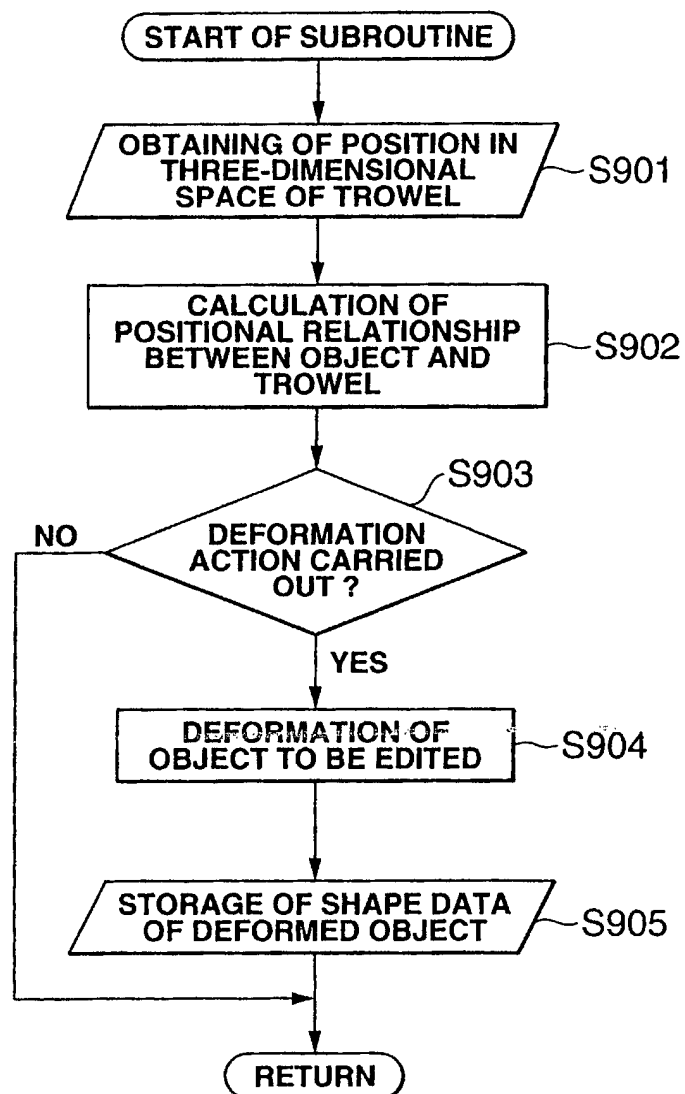 START OF SUBROUTINE
OBTAINING OF POSITION IN
THREE-DIMENSIONAL
SPACE OF TROWEL
S901
CALCULATION OF
POSITIONAL RELATIONSHIP
BETWEEN OBJECT AND
TROWEL
S902
S903
DEFORMATION
ACTION CARRIED
OUT ?
NO
YES
DEFORMATION OF
OBJECT TO BE EDITED
S904
STORAGE OF SHAPE DATA
OF DEFORMED OBJECT
S905
RETURN